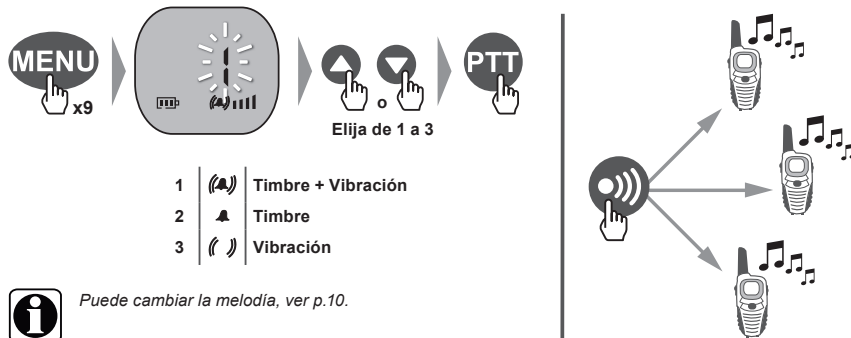 MENU
x9
1
▲ o ▼
Elija de 1 a 3
PTT
1 Timbre + Vibración
2 Timbre
3 Vibración
Puede cambiar la melodía, ver p.10.